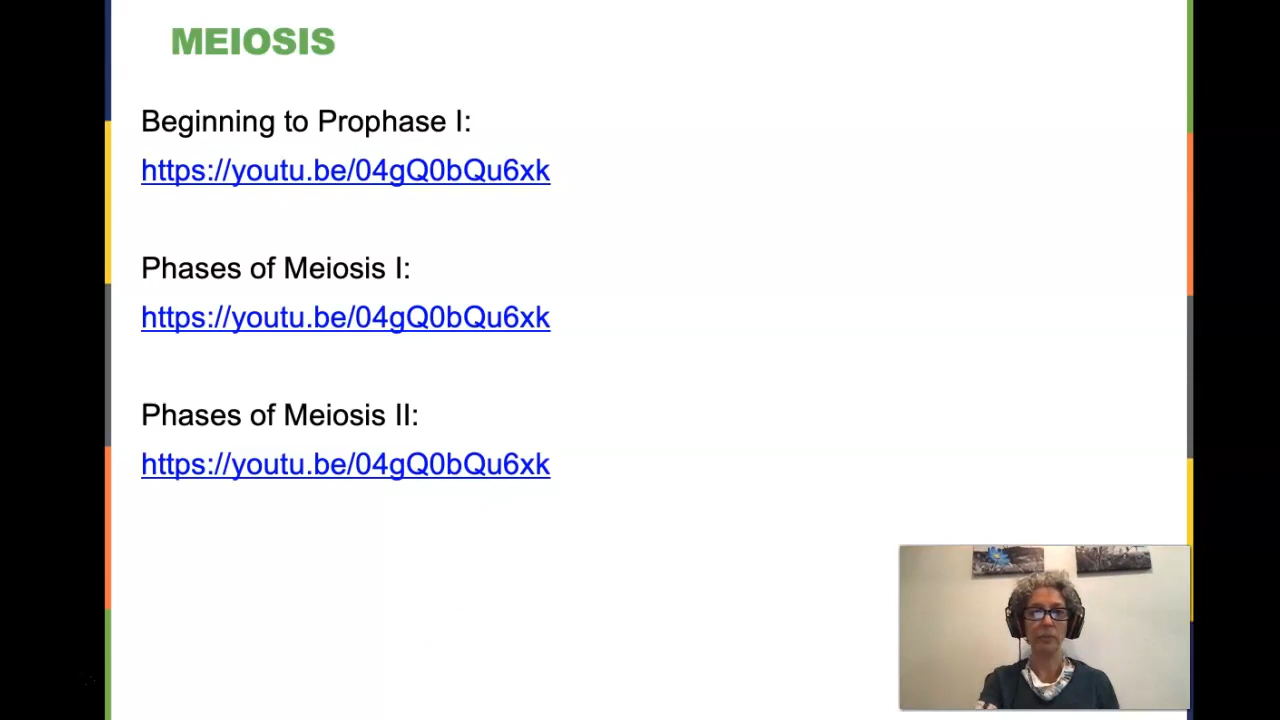 MEIOSIS
Beginning to Prophase I:
https://youtu.be/04gQ0bQu6xk
Phases of Meiosis I:
https://youtu.be/04gQ0bQu6xk
Phases of Meiosis II:
https://youtu.be/04gQ0bQu6xk